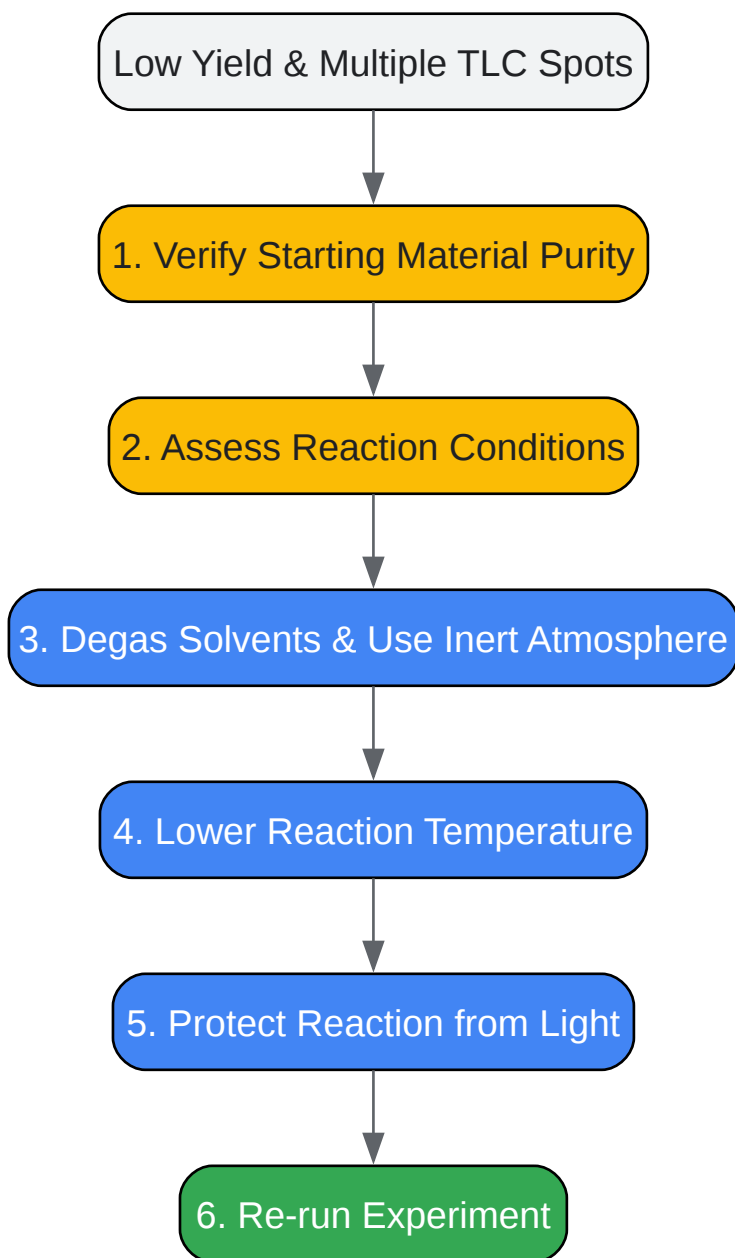 Low Yield & Multiple TLC Spots
1. Verify Starting Material Purity
2. Assess Reaction Conditions
3. Degas Solvents & Use Inert Atmosphere
4. Lower Reaction Temperature
5. Protect Reaction from Light
6. Re-run Experiment